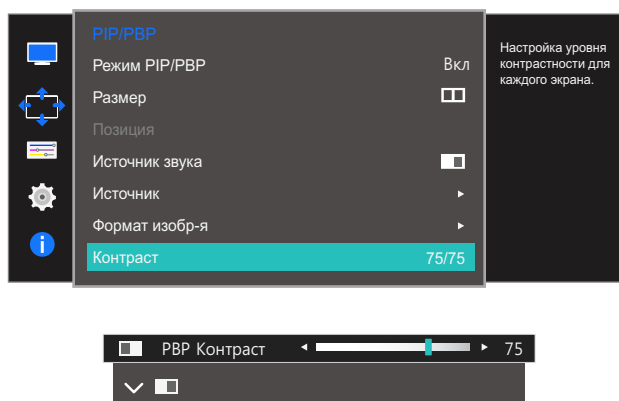 PIP/PBP
Режим PIP/PBP Вкл
Размер
Позиция
Источник звука
Источник
Формат изобр-я
Контраст 75/75
Настройка уровня
контрастности для
каждого экрана.
PBP Контраст 75